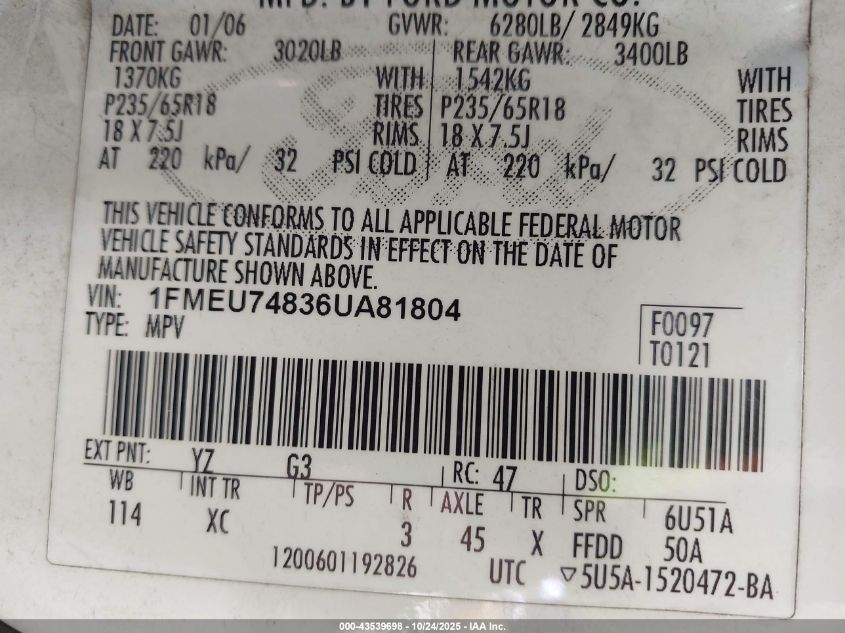 MFD. BY FORD MOTOR CO.
DATE: 01/06 GVWR: 6280LB/ 2849KG
FRONT GAWR: 3020LB REAR GAWR: 3400LB
1370KG WITH 1542KG WITH
P235/65R18 TIRES P235/65R18 TIRES
18 X 7.5J RIMS 18 X 7.5J RIMS
AT 220 kPa/ 32 PSI COLD AT 220 kPa/ 32 PSI COLD
THIS VEHICLE CONFORMS TO ALL APPLICABLE FEDERAL MOTOR
VEHICLE SAFETY STANDARDS IN EFFECT ON THE DATE OF
MANUFACTURE SHOWN ABOVE.
VIN: 1FMEU74836UA81804
TYPE: MPV
F0097
T0121
EXT PNT: YZ G3 RC: 47 DSO:
WB INT TR TP/PS R AXLE TR SPR 6U51A
114 XC 3 45 X FFDD 50A
1200601192826 UTC ▽5U5A-1520472-BA
000-43539698 - 10/24/2025 - IAA Inc.